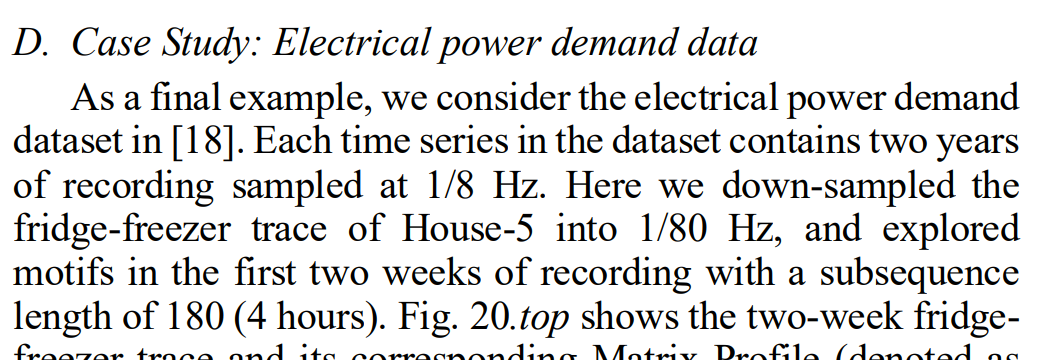 D. Case Study: Electrical power demand data
As a final example, we consider the electrical power demand
dataset in [18]. Each time series in the dataset contains two years
of recording sampled at 1/8 Hz. Here we down-sampled the
fridge-freezer trace of House-5 into 1/80 Hz, and explored
motifs in the first two weeks of recording with a subsequence
length of 180 (4 hours). Fig. 20.top shows the two-week fridge-
freezer trace and its corresponding Matrix Profile (denoted as